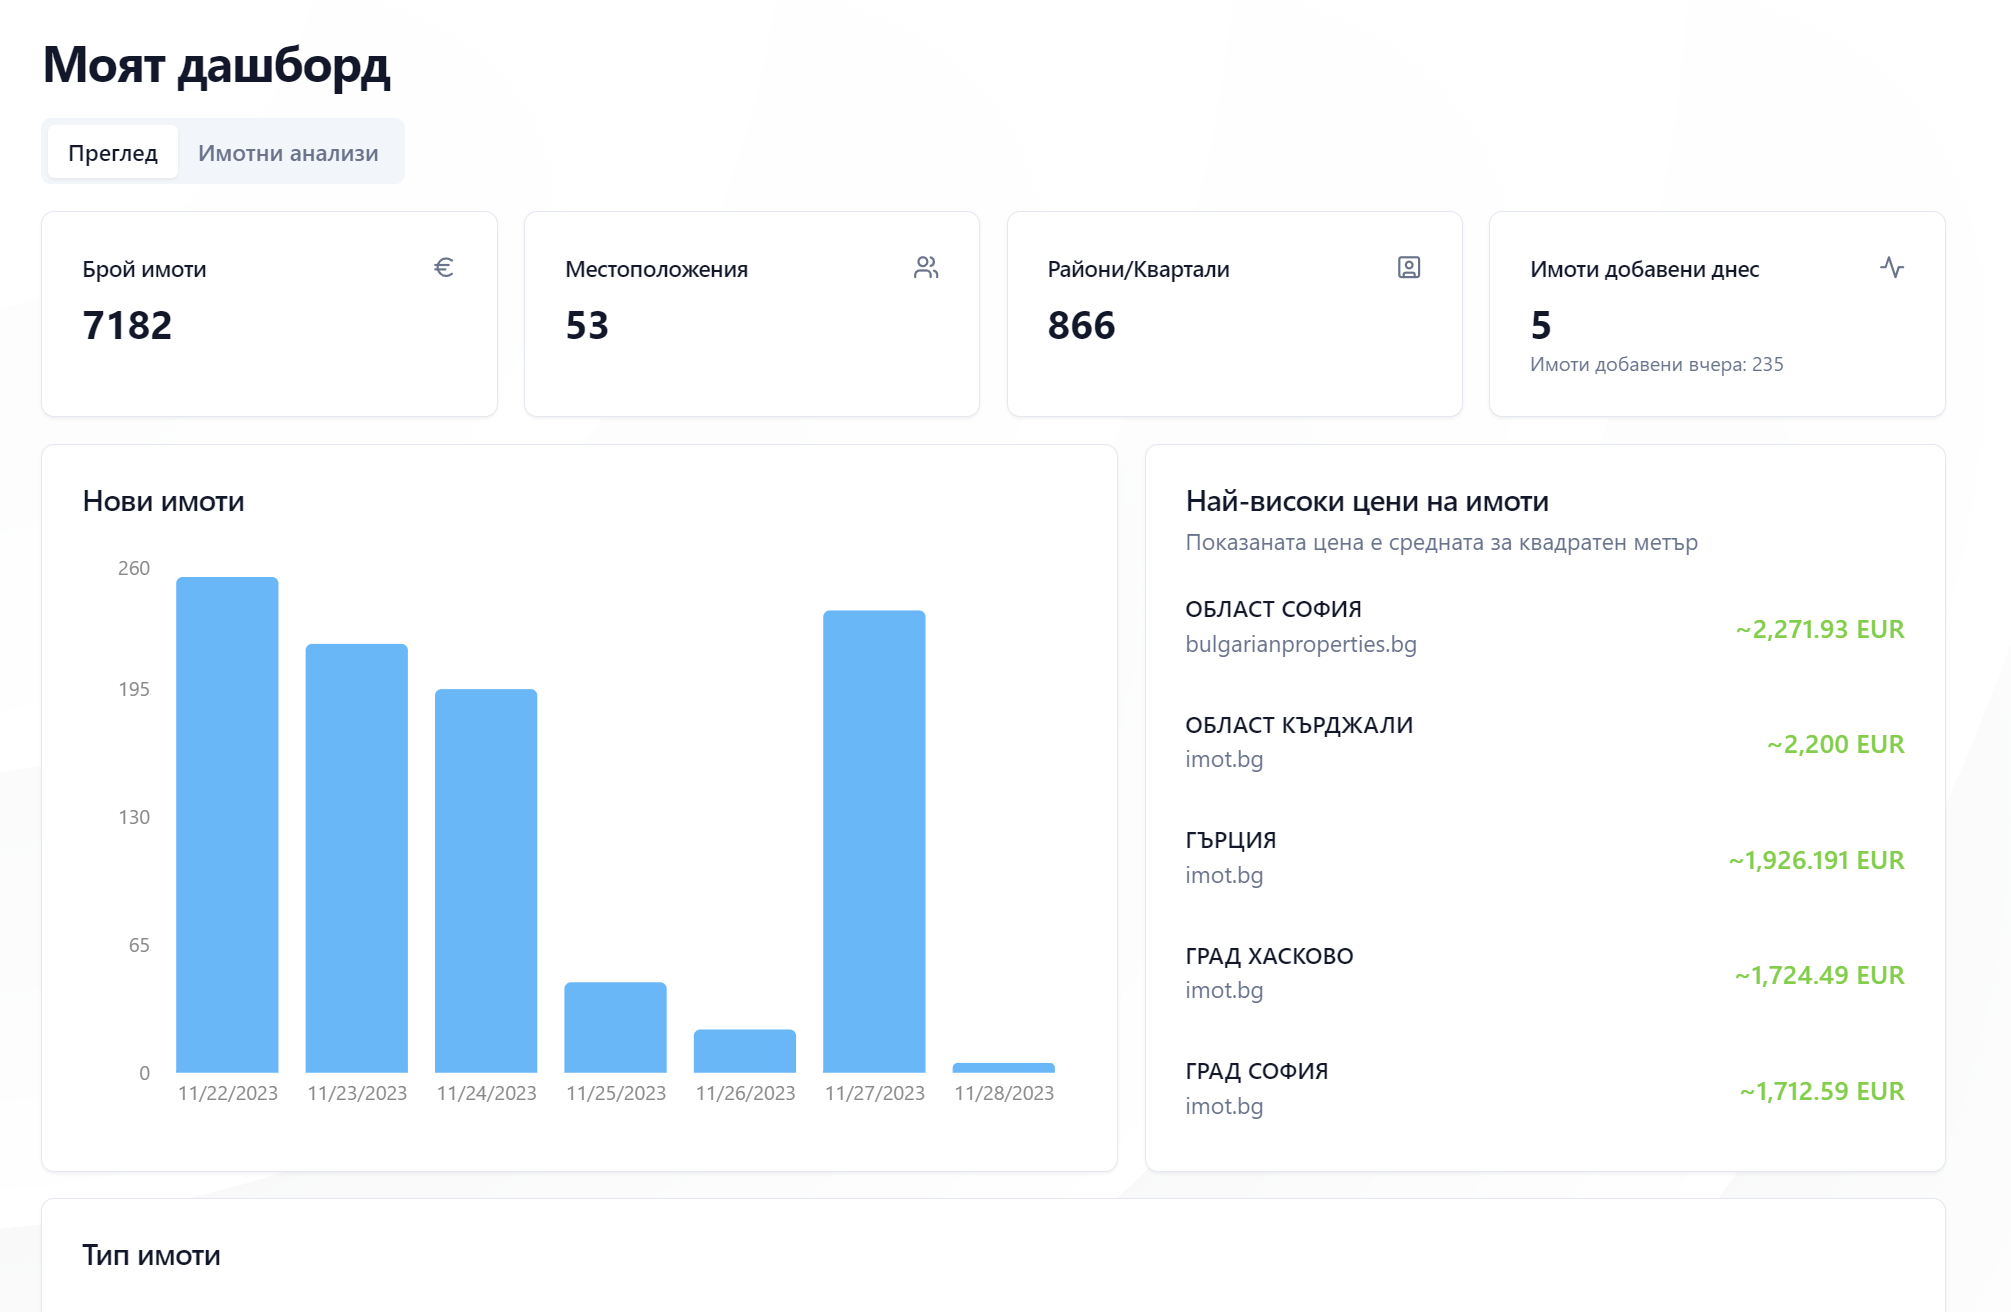 Моят дашборд
Преглед
Имотни анализи
Брой имоти
7182
Местоположения
53
Райони/Квартали
866
Имоти добавени днес
5
Имоти добавени вчера: 235
Нови имоти
260
195
130
65
0
11/22/2023
11/23/2023
11/24/2023
11/25/2023
11/26/2023
11/27/2023
11/28/2023
Най-високи цени на имоти
Показаната цена е средната за квадратен метър
ОБЛАСТ СОФИЯ
bulgarianproperties.bg
~2,271.93 EUR
ОБЛАСТ КЪРДЖАЛИ
imot.bg
~2,200 EUR
ГЪРЦИЯ
imot.bg
~1,926.191 EUR
ГРАД ХАСКОВО
imot.bg
~1,724.49 EUR
ГРАД СОФИЯ
imot.bg
~1,712.59 EUR
Тип имоти